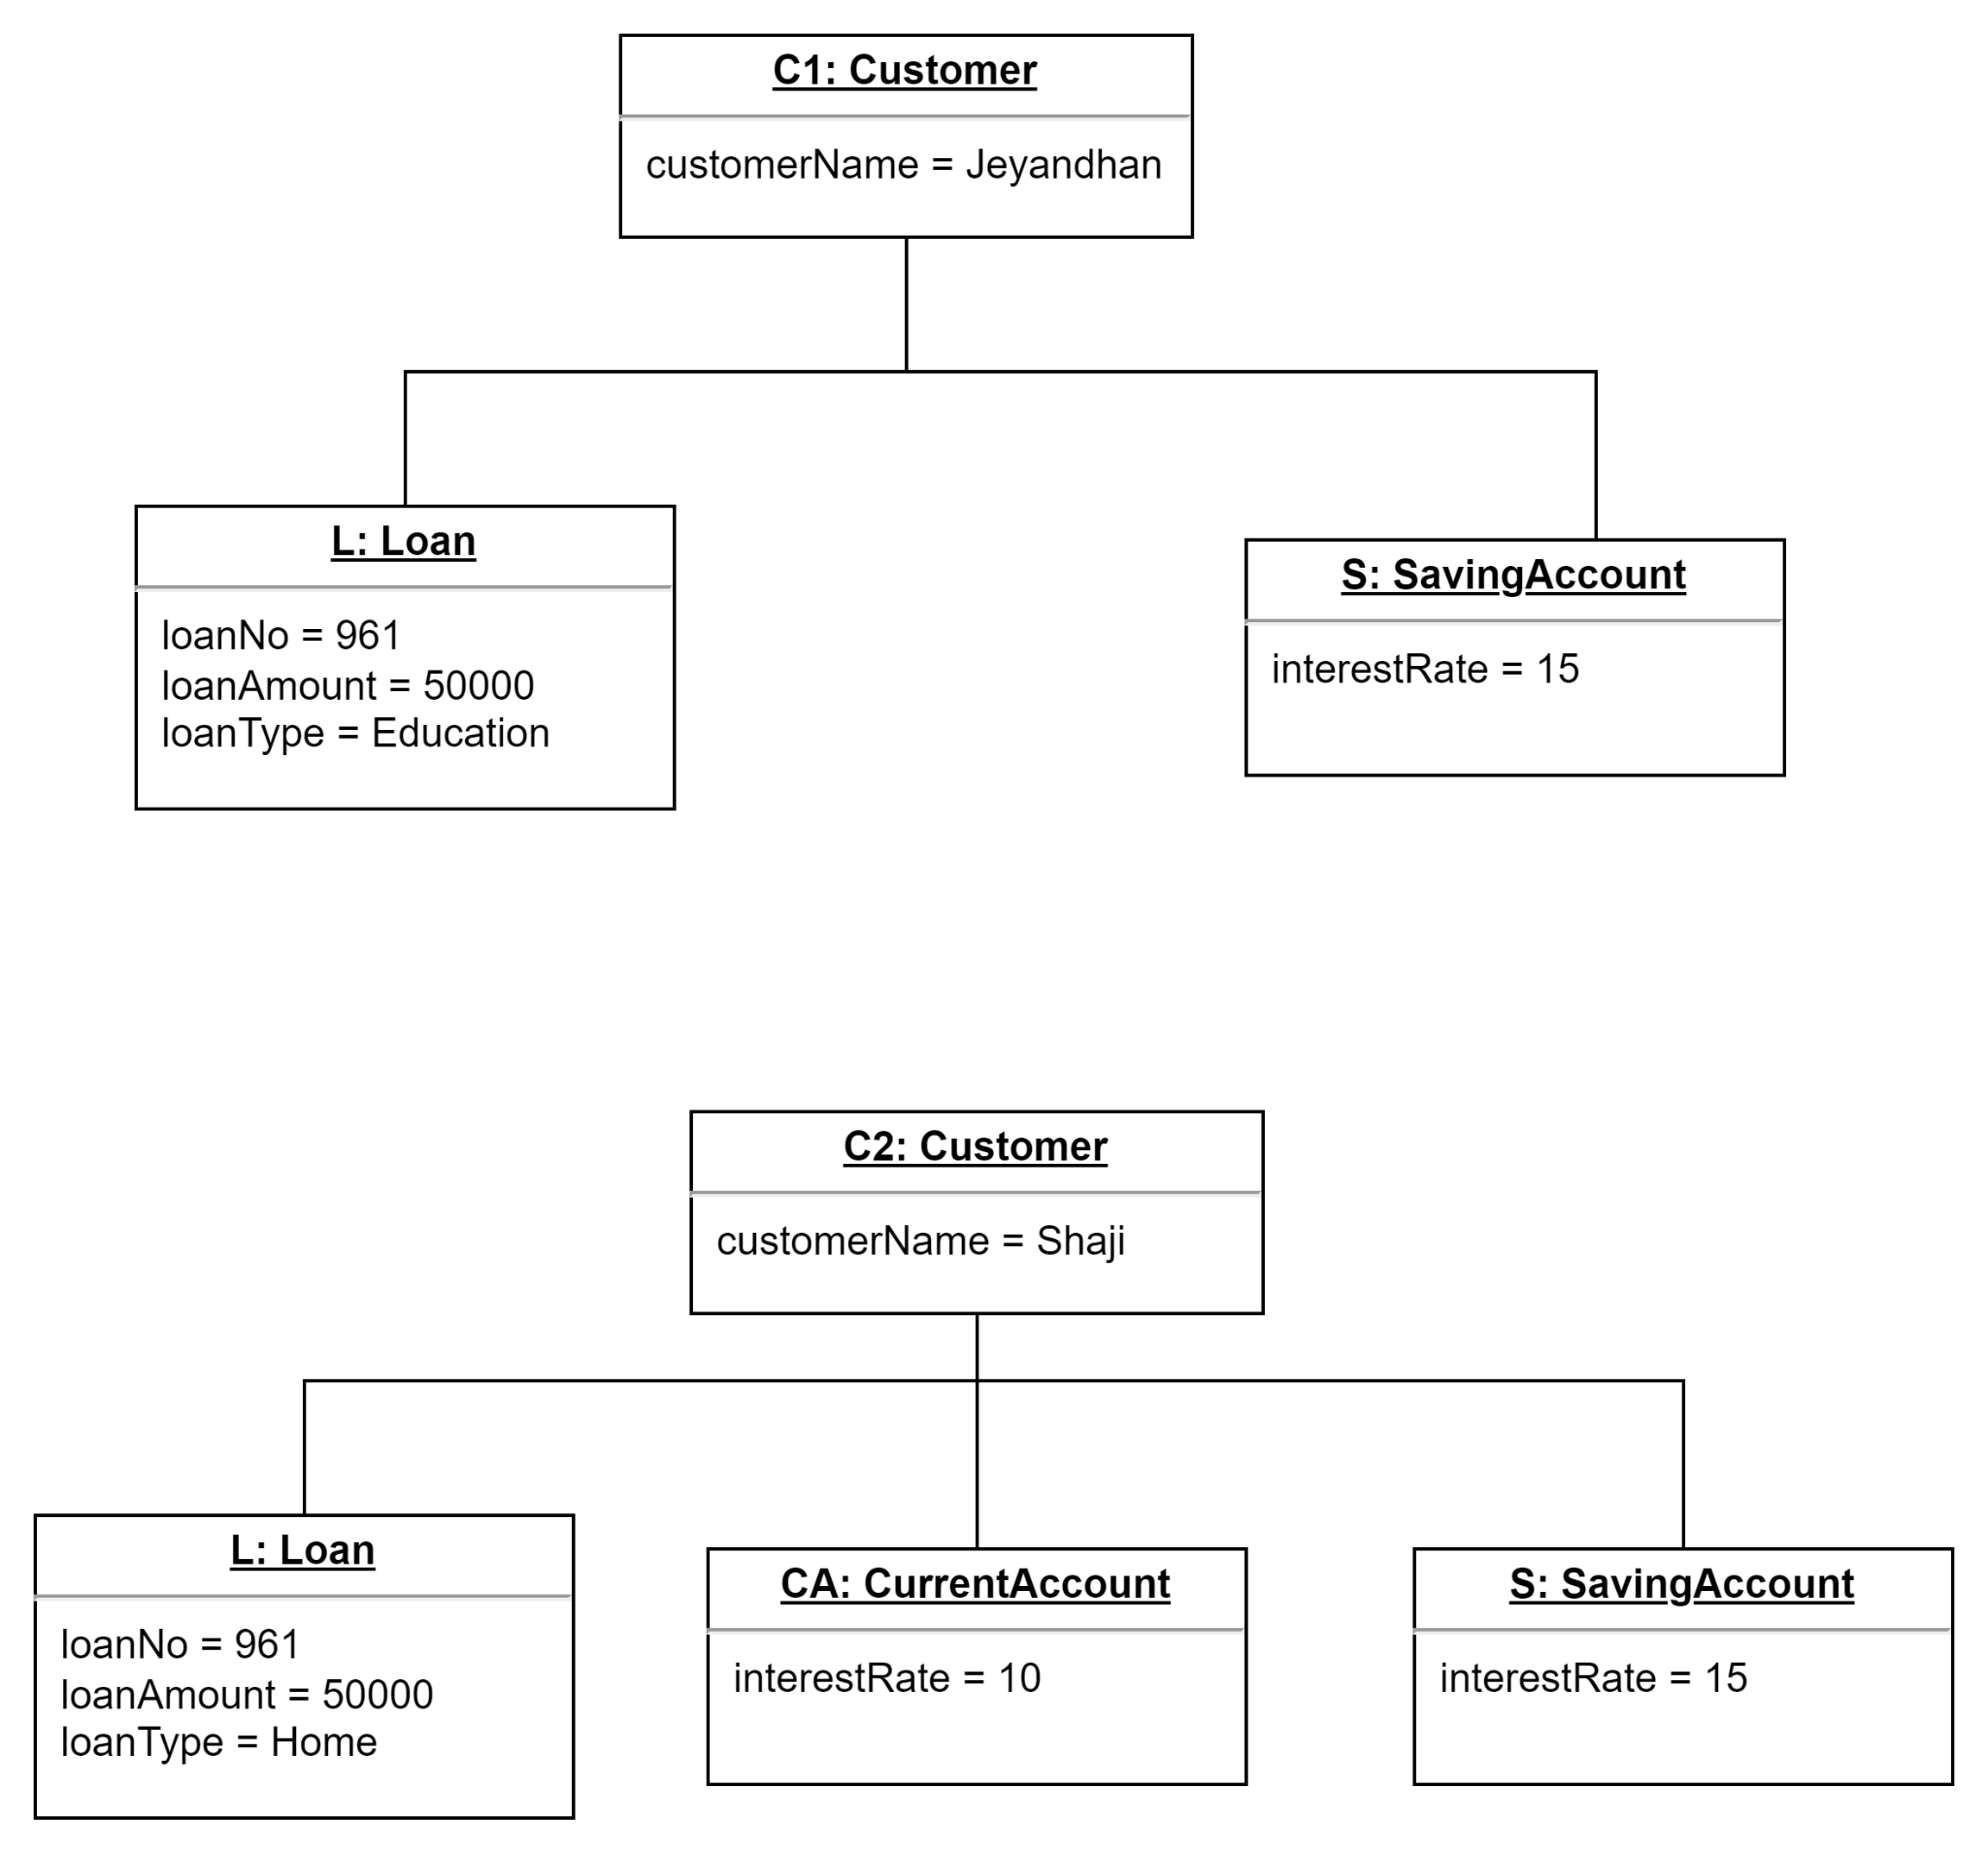 C1: Customer
customerName = Jeyandhan
L: Loan
loanNo = 961
loanAmount = 50000
loanType = Education
S: SavingAccount
interestRate = 15
C2: Customer
customerName = Shaji
L: Loan
loanNo = 961
loanAmount = 50000
loanType = Home
CA: CurrentAccount
interestRate = 10
S: SavingAccount
interestRate = 15